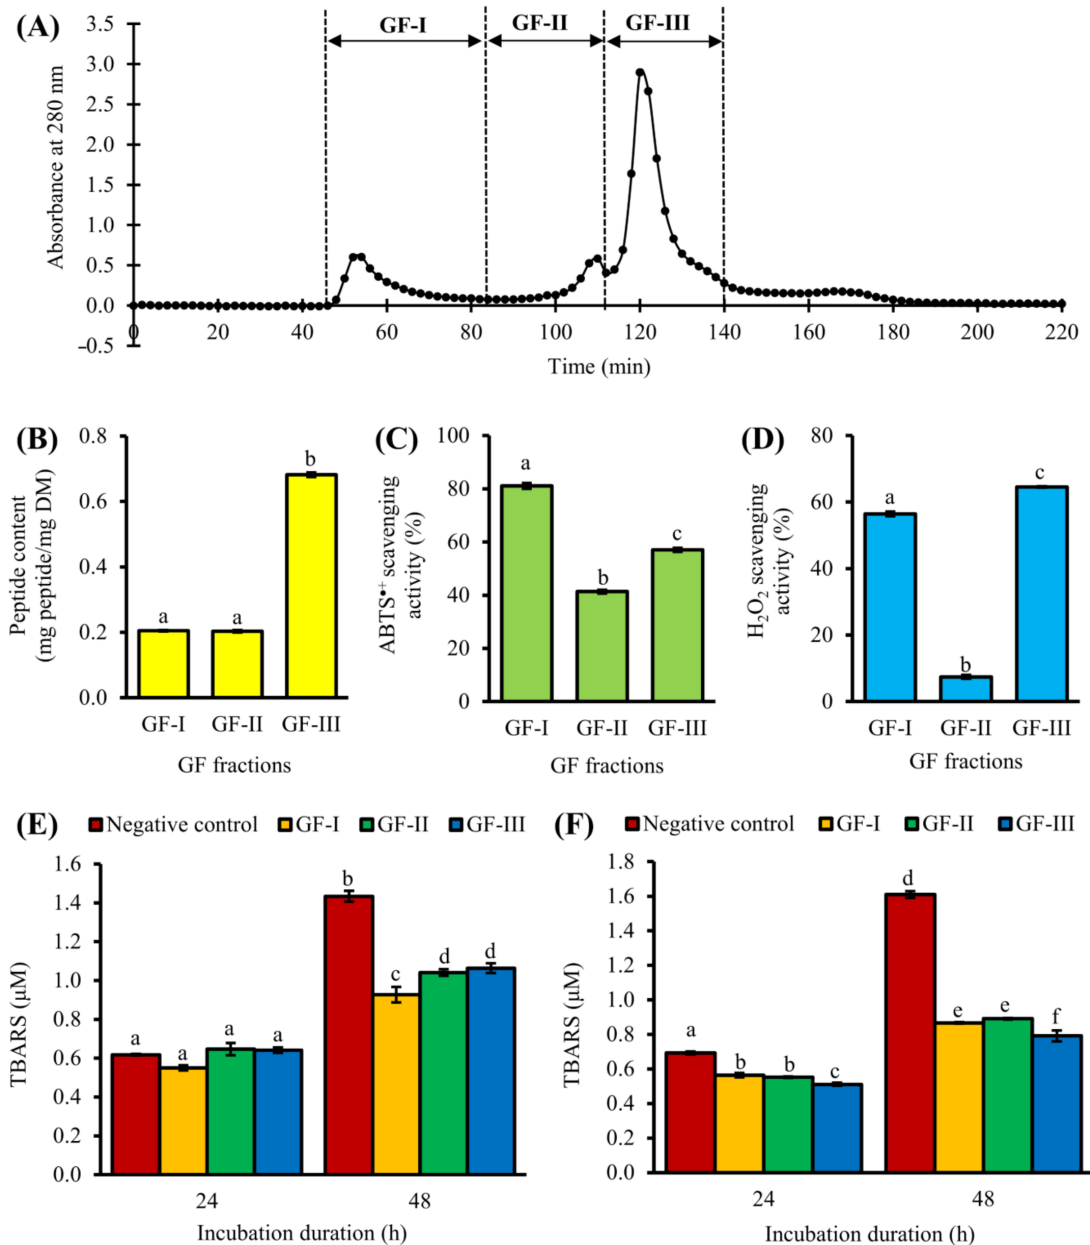 (A)
GF-I GF-II GF-III
Absorbance at 280 nm
3.5
3.0
2.5
2.0
1.5
1.0
0.5
0.0
–0.5
0 20 40 60 80 100 120 140 160 180 200 220
Time (min)
(B)
Peptide content
(mg peptide/mg DM)
0.8
0.6
0.4
0.2
0.0
a a b
GF-I GF-II GF-III
GF fractions
(C)
ABTS•+ scavenging
activity (%)
100
80
60
40
20
0
a b c
GF-I GF-II GF-III
GF fractions
(D)
H2O2 scavenging
activity (%)
80
60
40
20
0
a b c
GF-I GF-II GF-III
GF fractions
(E)
Negative control GF-I GF-II GF-III
TBARS (μM)
1.6
1.4
1.2
1.0
0.8
0.6
0.4
0.2
0.0
a a a a b c d d
24 48
Incubation duration (h)
(F)
Negative control GF-I GF-II GF-III
TBARS (μM)
1.8
1.6
1.4
1.2
1.0
0.8
0.6
0.4
0.2
0.0
a b b c d e e f
24 48
Incubation duration (h)